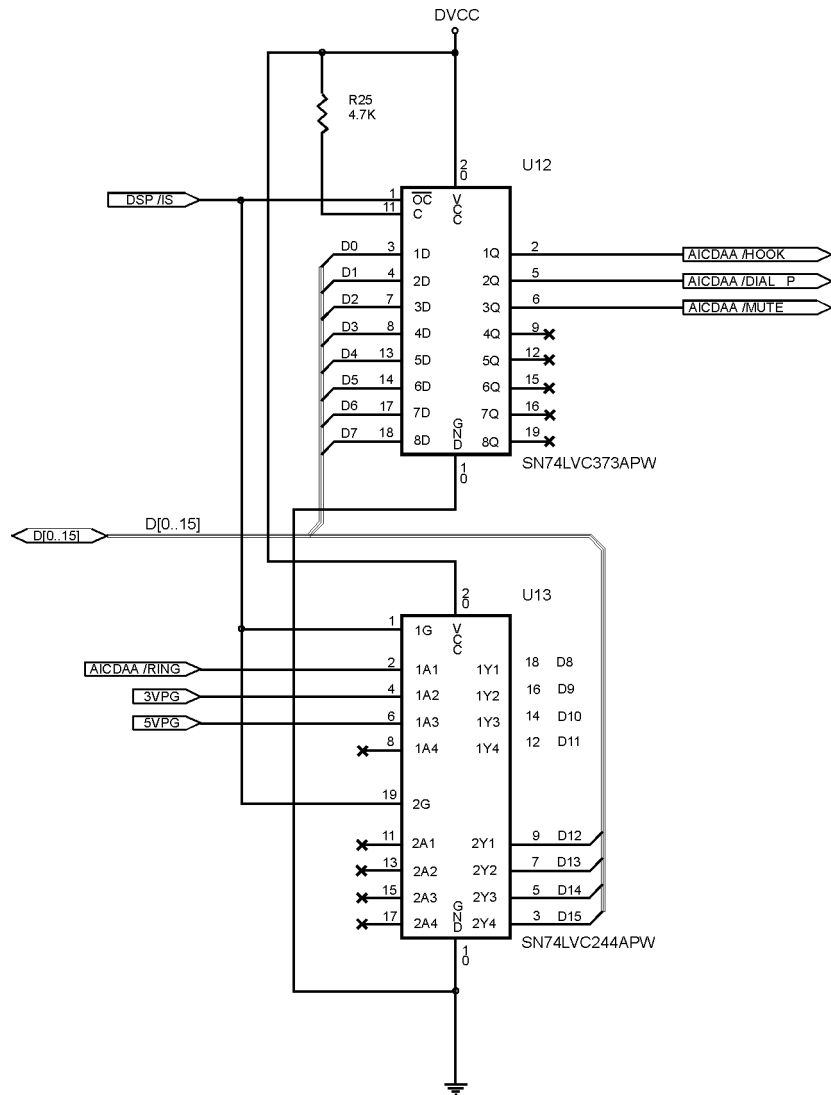 DVCC
R25
4.7K
20
U12
DSP /IS
1 OC VCC
11 C
D0 3 1D 1Q 2 AICDAA /HOOK
D1 4 2D 2Q 5 AICDAA /DIAL P
D2 7 3D 3Q 6 AICDAA /MUTE
D3 8 4D 4Q 9
D4 13 5D 5Q 12
D5 14 6D 6Q 15
D6 17 7D 7Q 16
D7 18 8D GND 8Q 19
SN74LVC373APW
10
D[0..15] D[0..15]
20
U13
1 1G VCC
AICDAA /RING 2 1A1 1Y1 18 D8
3VPG 4 1A2 1Y2 16 D9
5VPG 6 1A3 1Y3 14 D10
8 1A4 1Y4 12 D11
19 2G
11 2A1 2Y1 9 D12
13 2A2 2Y2 7 D13
15 2A3 2Y3 5 D14
17 2A4 GND 2Y4 3 D15
SN74LVC244APW
10